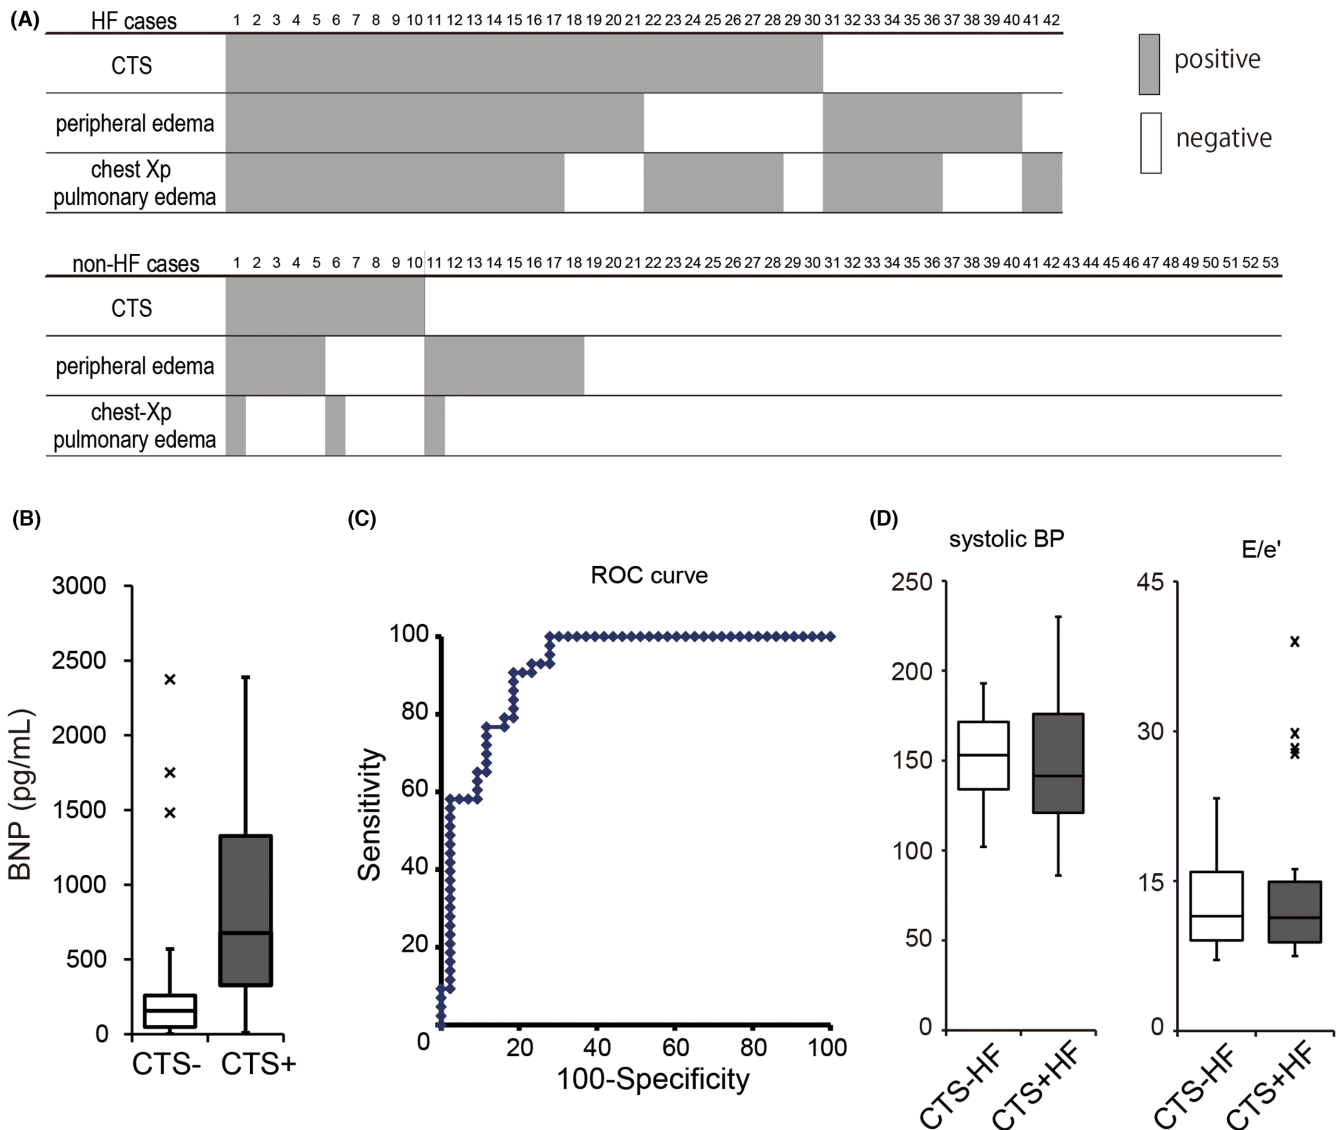 (A)
HF cases 1 2 3 4 5 6 7 8 9 10 11 12 13 14 15 16 17 18 19 20 21 22 23 24 25 26 27 28 29 30 31 32 33 34 35 36 37 38 39 40 41 42
CTS
peripheral edema
chest Xp
pulmonary edema
positive
negative
non-HF cases 1 2 3 4 5 6 7 8 9 10 11 12 13 14 15 16 17 18 19 20 21 22 23 24 25 26 27 28 29 30 31 32 33 34 35 36 37 38 39 40 41 42 43 44 45 46 47 48 49 50 51 52 53
CTS
peripheral edema
chest-Xp
pulmonary edema
(B)
BNP (pg/mL)
3000
2500
2000
1500
1000
500
0
CTS- CTS+
(C)
ROC curve
Sensitivity
100
80
60
40
20
0
20 40 60 80 100
100-Specificity
(D)
systolic BP
250
200
150
100
50
0
CTS-HF
CTS+HF
E/e'
45
30
15
0
CTS-HF
CTS+HF